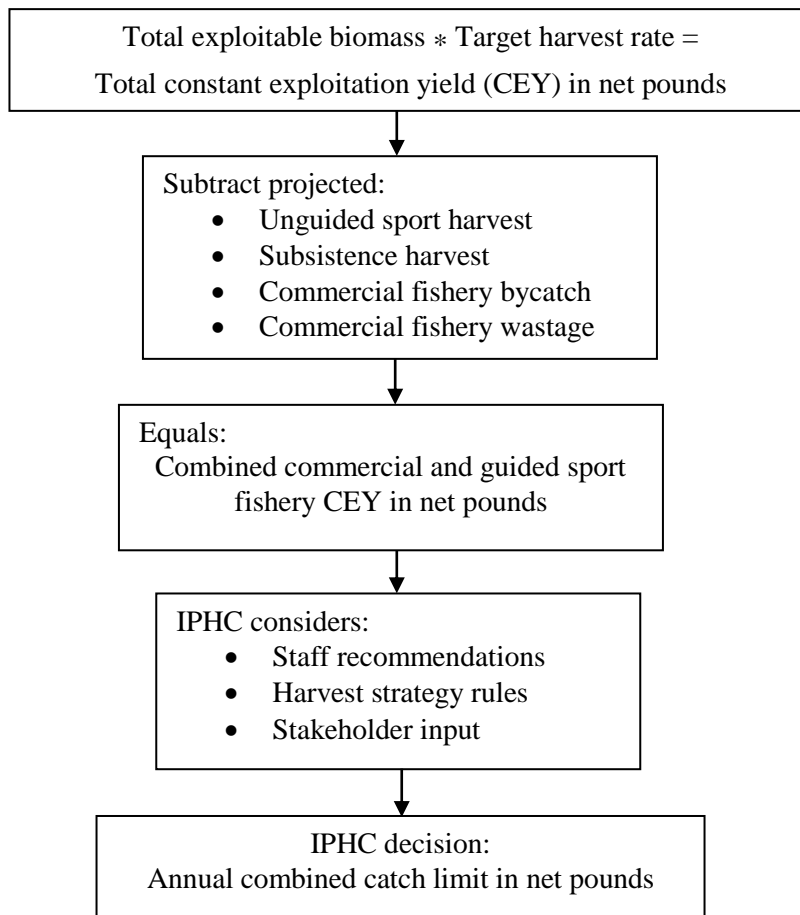 Total exploitable biomass * Target harvest rate =
Total constant exploitation yield (CEY) in net pounds
Subtract projected:
• Unguided sport harvest
• Subsistence harvest
• Commercial fishery bycatch
• Commercial fishery wastage
Equals:
Combined commercial and guided sport
fishery CEY in net pounds
IPHC considers:
• Staff recommendations
• Harvest strategy rules
• Stakeholder input
IPHC decision:
Annual combined catch limit in net pounds